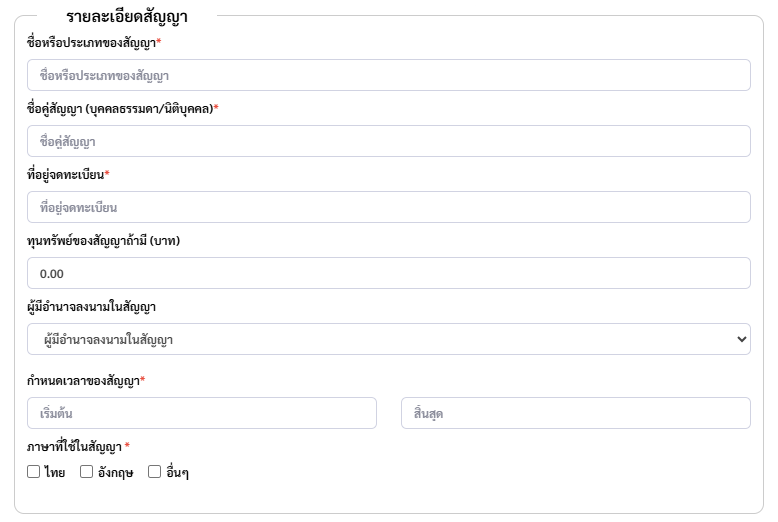 รายละเอียดสัญญา
ชื่อหรือประเภทของสัญญา*
ชื่อหรือประเภทของสัญญา
ชื่อคู่สัญญา (บุคคลธรรมดา/นิติบุคคล)*
ชื่อคู่สัญญา
ที่อยู่จดทะเบียน*
ที่อยู่จดทะเบียน
ทุนทรัพย์ของสัญญาถ้ามี (บาท)
0.00
ผู้มีอำนาจลงนามในสัญญา
ผู้มีอำนาจลงนามในสัญญา
กำหนดเวลาของสัญญา*
เริ่มต้น สิ้นสุด
ภาษาที่ใช้ในสัญญา *
ไทย อังกฤษ อื่นๆ